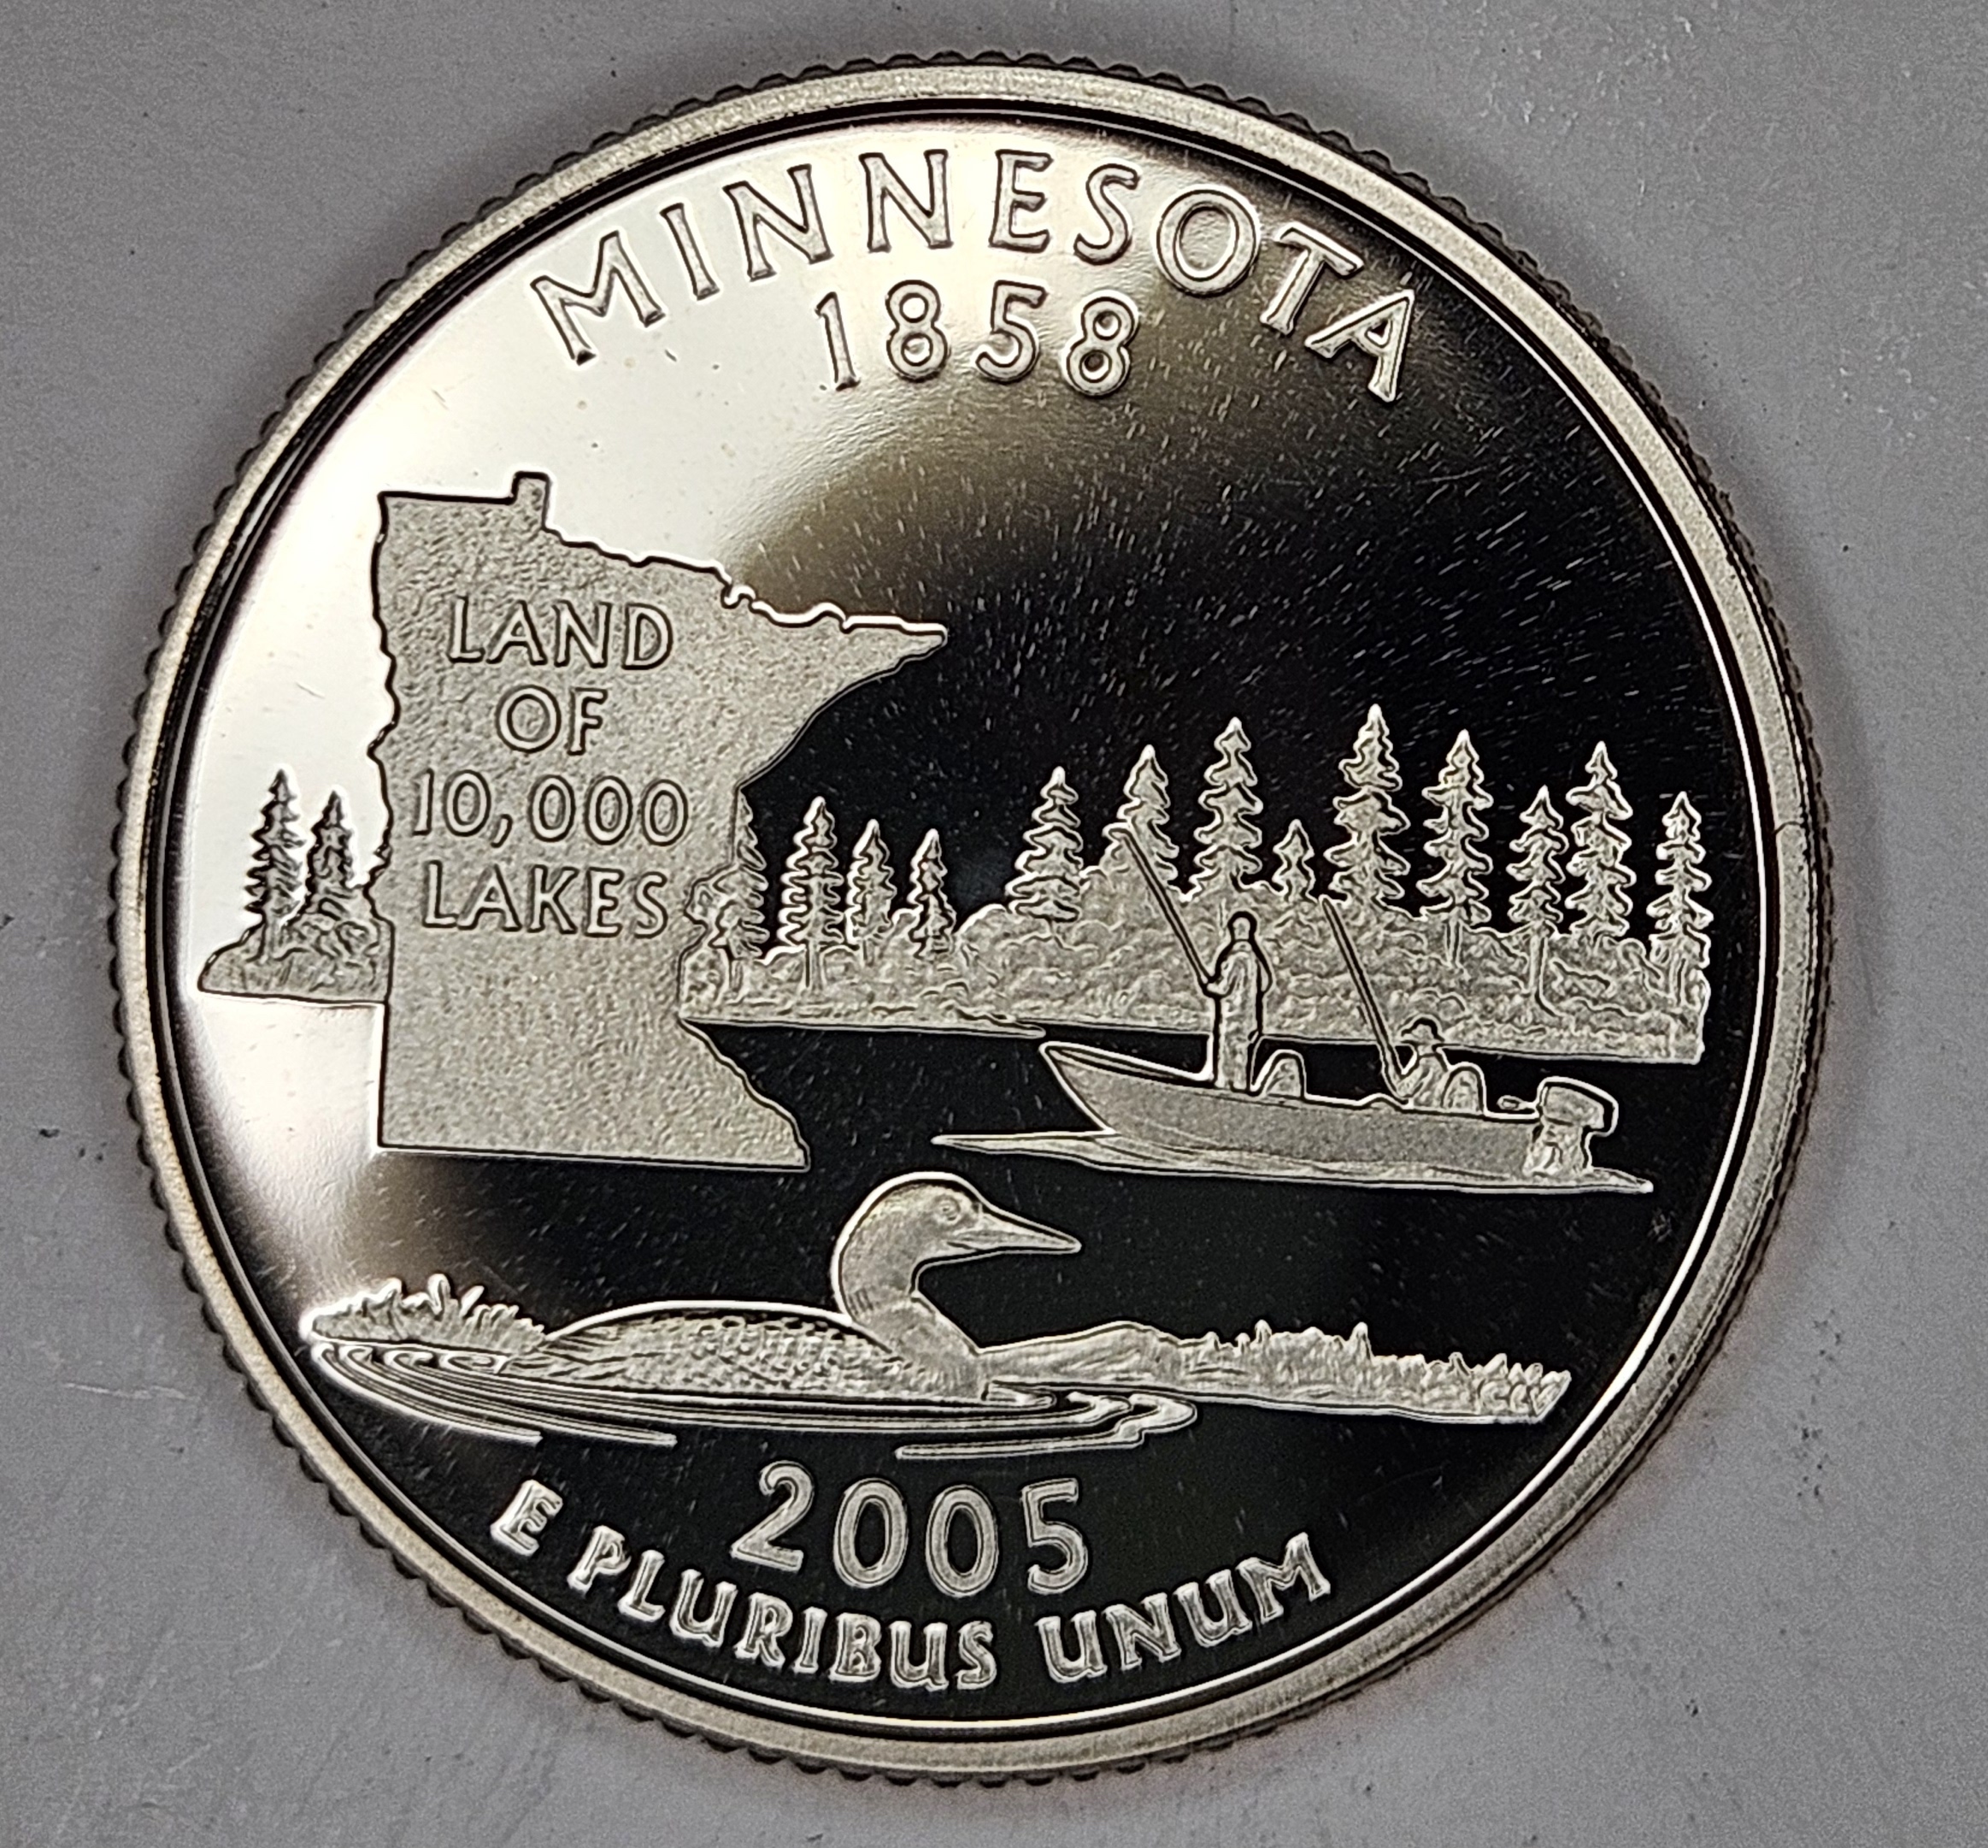 MINNESOTA
1858
LAND
OF
10,000
LAKES
2005
E PLURIBUS UNUM